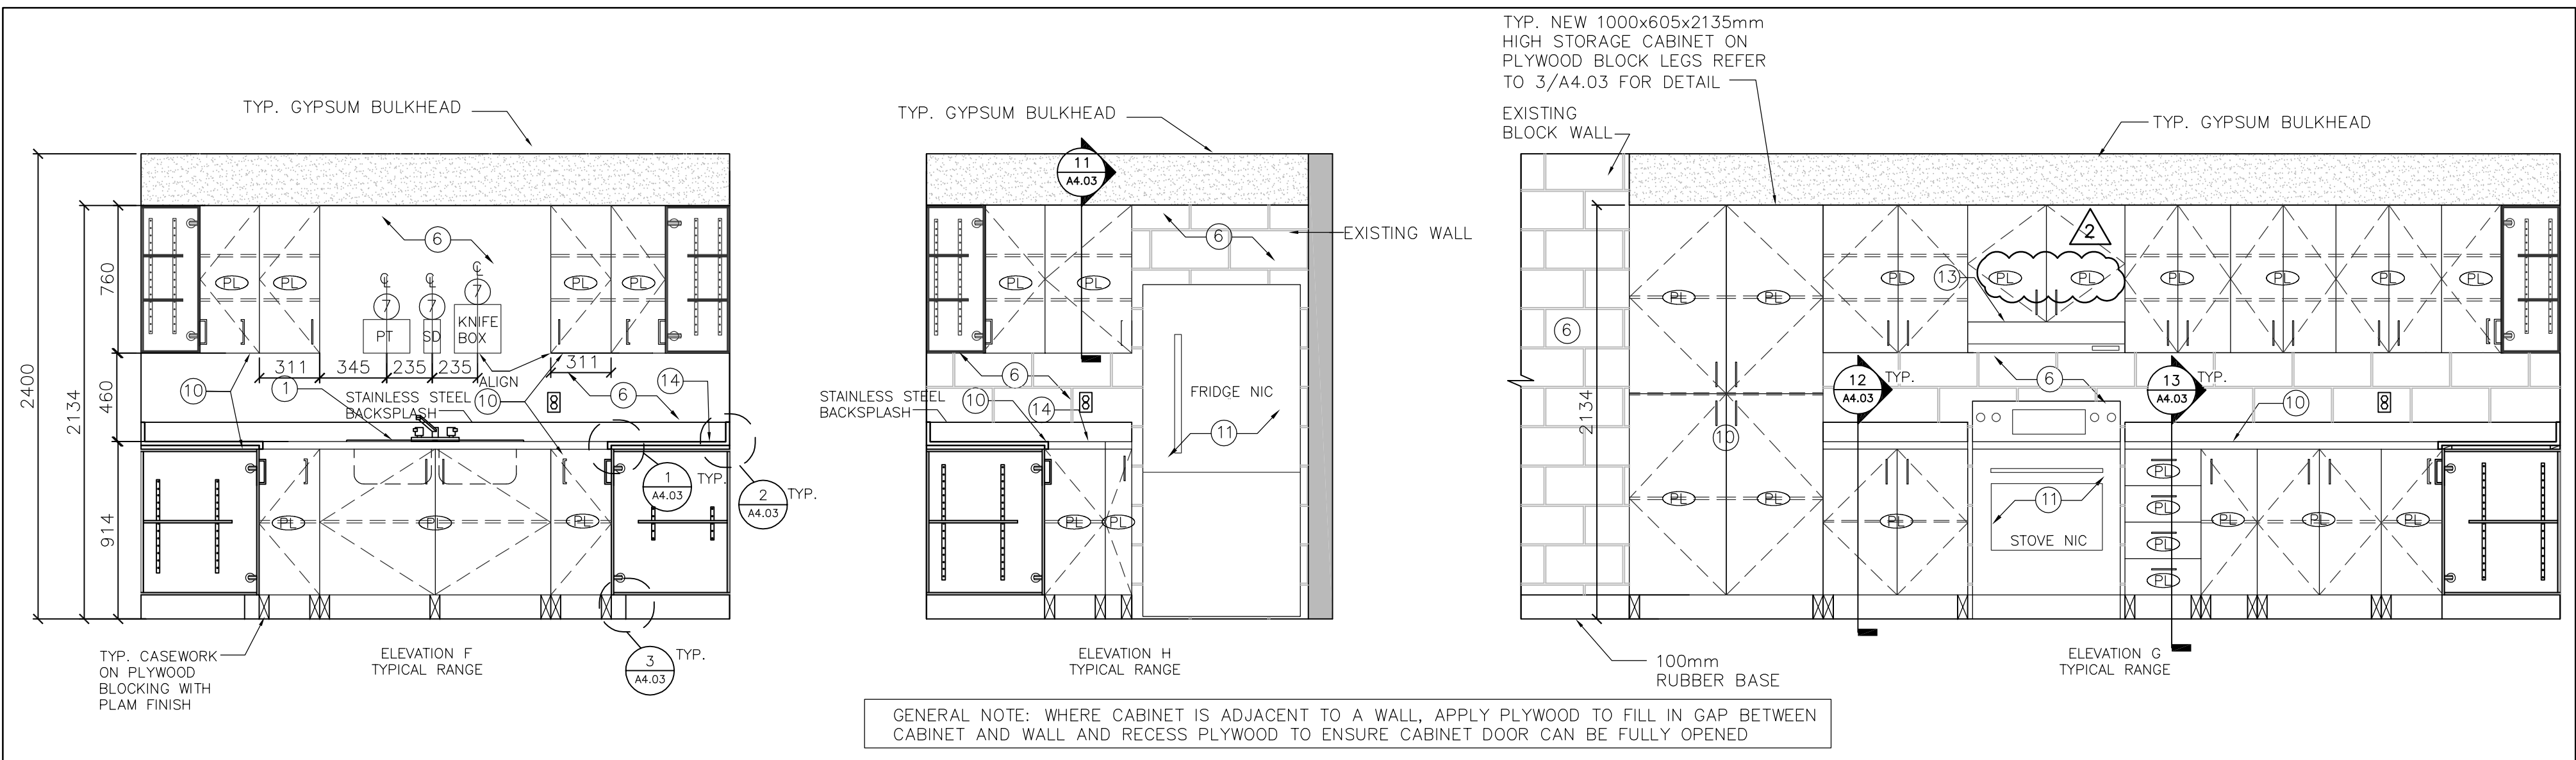 TYP. GYPSUM BULKHEAD
2400
2134
760
460
914
6
PL
PL
PL
PL
℄
7
PT
℄
7
SD
℄
7
KNIFE
BOX
311
345
235
235
ALIGN
311
10
1
STAINLESS STEEL
BACKSPLASH
10
6
14
PL
PL
PL
1
A4.03
TYP.
2
A4.03
TYP.
3
A4.03
TYP.
TYP. CASEWORK
ON PLYWOOD
BLOCKING WITH
PLAM FINISH
ELEVATION F
TYPICAL RANGE
TYP. GYPSUM BULKHEAD
11
A4.03
6
EXISTING WALL
PL
PL
6
STAINLESS STEEL
BACKSPLASH
10
14
FRIDGE NIC
11
PL
PL
ELEVATION H
TYPICAL RANGE
TYP. NEW 1000x605x2135mm
HIGH STORAGE CABINET ON
PLYWOOD BLOCK LEGS REFER
TO 3/A4.03 FOR DETAIL
EXISTING
BLOCK WALL
TYP. GYPSUM BULKHEAD
2
13
PL
PL
PL
PL
PL
PL
PL
PL
PL
6
2134
10
PL
PL
12
A4.03
TYP.
6
13
A4.03
TYP.
10
PL
11
STOVE NIC
PL
PL
PL
PL
PL
PL
PL
100mm
RUBBER BASE
ELEVATION G
TYPICAL RANGE
GENERAL NOTE: WHERE CABINET IS ADJACENT TO A WALL, APPLY PLYWOOD TO FILL IN GAP BETWEEN
CABINET AND WALL AND RECESS PLYWOOD TO ENSURE CABINET DOOR CAN BE FULLY OPENED